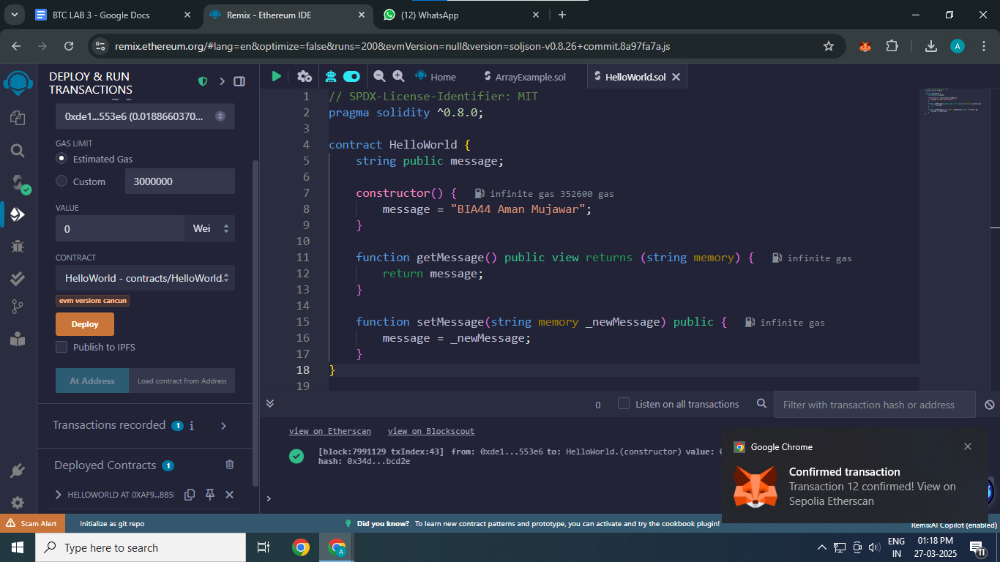 BTC LAB 3 - Google Docs
Remix - Ethereum IDE
(12) WhatsApp
remix.ethereum.org/#lang=en&optimize=false&runs=200&evmVersion=null&version=soljson-v0.8.26+commit.8a97fa7a.js
A
DEPLOY & RUN
TRANSACTIONS
0xde1...553e6 (0.0188660370...
GAS LIMIT
Estimated Gas
Custom
3000000
VALUE
0
Wei
CONTRACT
HelloWorld - contracts/HelloWorld.
evm version: cancun
Deploy
Publish to IPFS
At Address
Load contract from Address
Transactions recorded 1 i
Deployed Contracts 1
HELLOWORLD AT 0XAF9...BB5
Home
ArrayExample.sol
HelloWorld.sol
1 // SPDX-License-Identifier: MIT
2 pragma solidity ^0.8.0;
3
4 contract HelloWorld {
5 string public message;
6
7 constructor() { infinite gas 352600 gas
8 message = "BIA44 Aman Mujawar";
9 }
10
11 function getMessage() public view returns (string memory) { infinite gas
12 return message;
13 }
14
15 function setMessage(string memory _newMessage) public { infinite gas
16 message = _newMessage;
17 }
18 }
19
0
Listen on all transactions
Filter with transaction hash or address
view on Etherscan view on Blockscout
[block:7991129 txIndex:43] from: 0xde1...553e6 to: HelloWorld.(constructor) value:
hash: 0x34d...bcd2e
>
Google Chrome
Confirmed transaction
Transaction 12 confirmed! View on
Sepolia Etherscan
Scam Alert
Initialize as git repo
Did you know? To learn new contract patterns and prototype, you can activate and try the cookbook plugin!
RemixAI Copilot (enabled)
Type here to search
A
ENG
IN
01:18 PM
27-03-2025
11